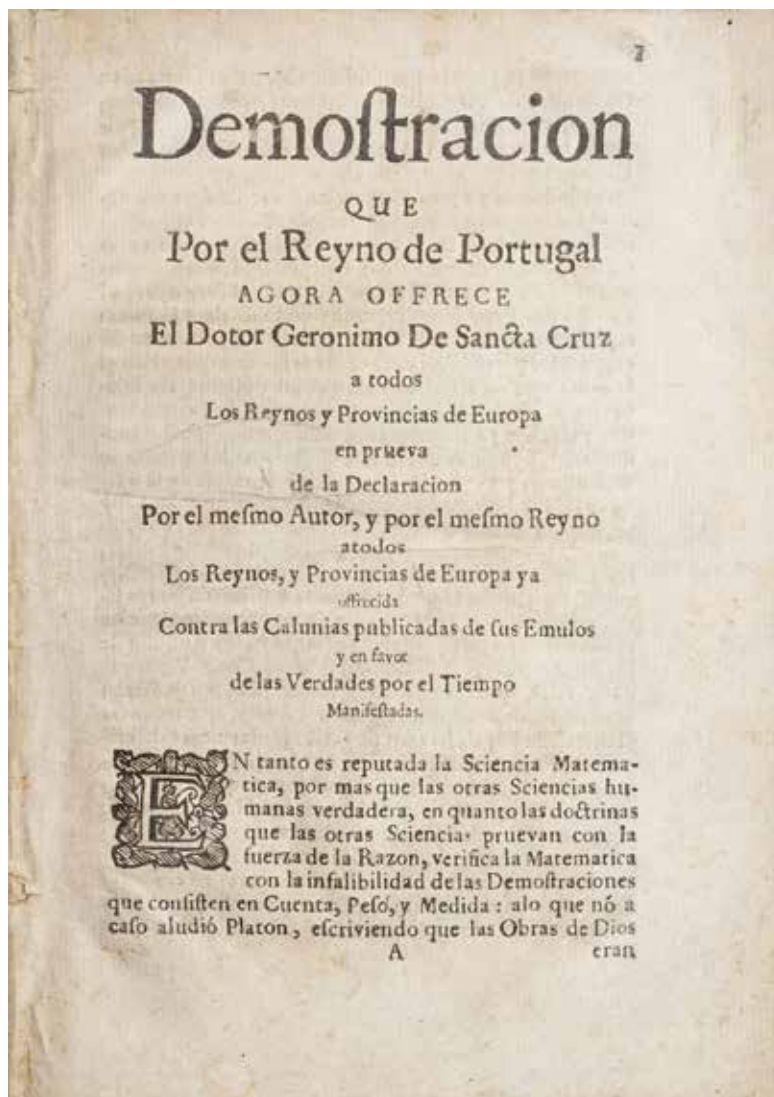 Demoſtracion
QUE
Por el Reyno de Portugal
AGORA OFFRECE
El Dotor Geronimo De Sancta Cruz
a todos
Los Reynos y Provincias de Europa
en prueva
de la Declaracion
Por el meſmo Autor, y por el meſmo Reyno
atodos
Los Reynos, y Provincias de Europa ya
offrecida
Contra las Calunias publicadas de ſus Emulos
y en favor
de las Verdades por el Tiempo
Manifeſtadas.
EN tanto es reputada la Sciencia Matema-
tica, por mas que las otras Sciencias hu-
manas verdadera, en quanto las doctrinas
que las otras Sciencias pruevan con la
fuerza de la Razon, verifica la Matematica
con la infalibilidad de las Demoſtraciones
que conſiſten en Cuenta, Peſo, y Medida : alo que nó a
caſo aludió Platon, eſcriviendo que las Obras de Dios
A eran